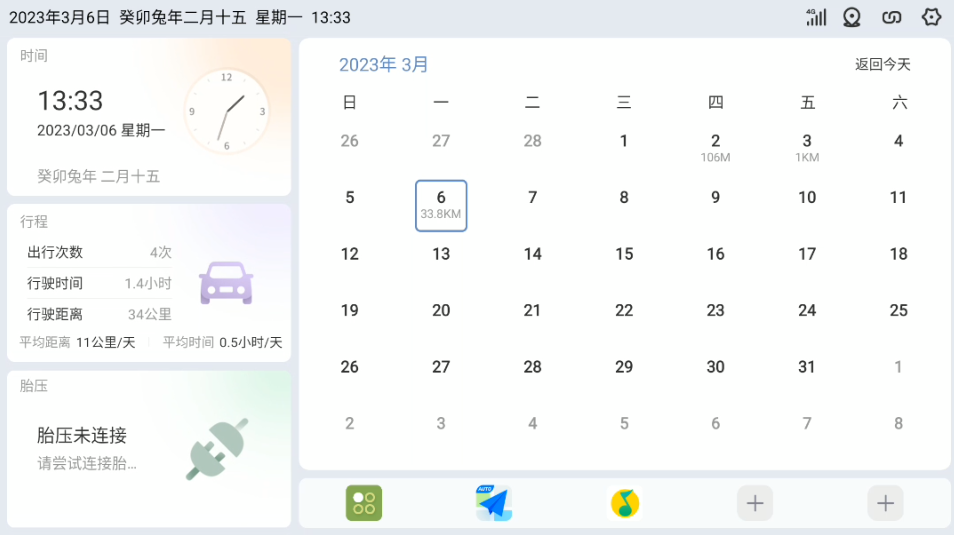 2023年3月6日 癸卯兔年二月十五 星期一 13:33
4G
时间
13:33
2023/03/06 星期一
癸卯兔年 二月十五
12
3
6
9
行程
出行次数 4次
行驶时间 1.4小时
行驶距离 34公里
平均距离 11公里/天 平均时间 0.5小时/天
胎压
胎压未连接
请尝试连接胎...
2023年 3月 返回今天
日 一 二 三 四 五 六
26 27 28 1 2 3 4
106M 1KM
5 6 7 8 9 10 11
33.8KM
12 13 14 15 16 17 18
19 20 21 22 23 24 25
26 27 28 29 30 31 1
2 3 4 5 6 7 8
AUTO